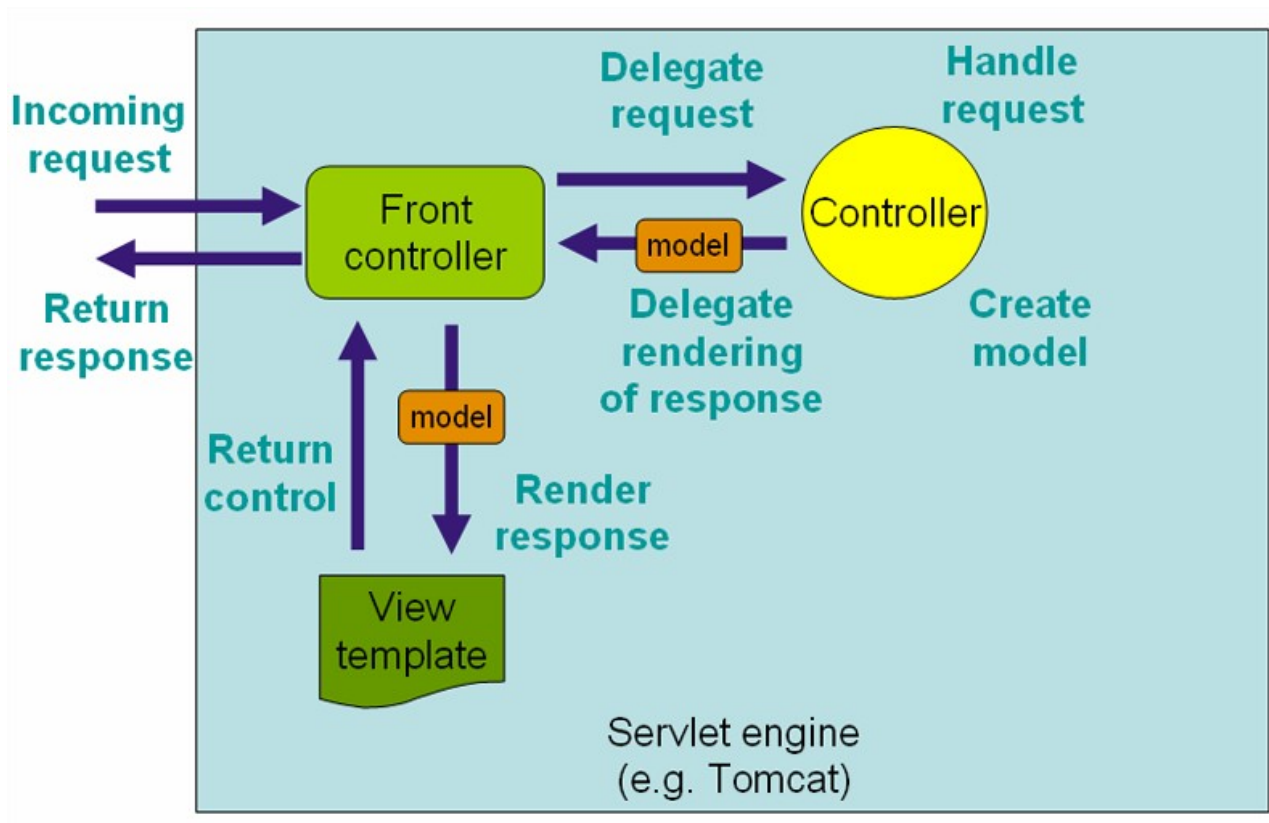 Incoming
request
Return
response
Front
controller
Delegate
request
Handle
request
Controller
model
Delegate
rendering
of response
Create
model
model
Return
control
Render
response
View
template
Servlet engine
(e.g. Tomcat)